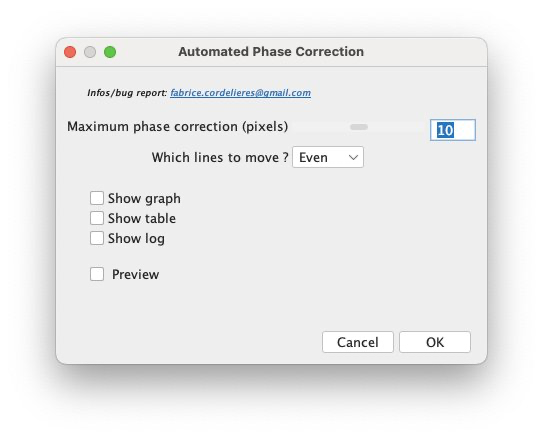 Automated Phase Correction
Infos/bug report: fabrice.cordelieres@gmail.com
Maximum phase correction (pixels) 10
Which lines to move ? Even
Show graph
Show table
Show log
Preview
Cancel OK